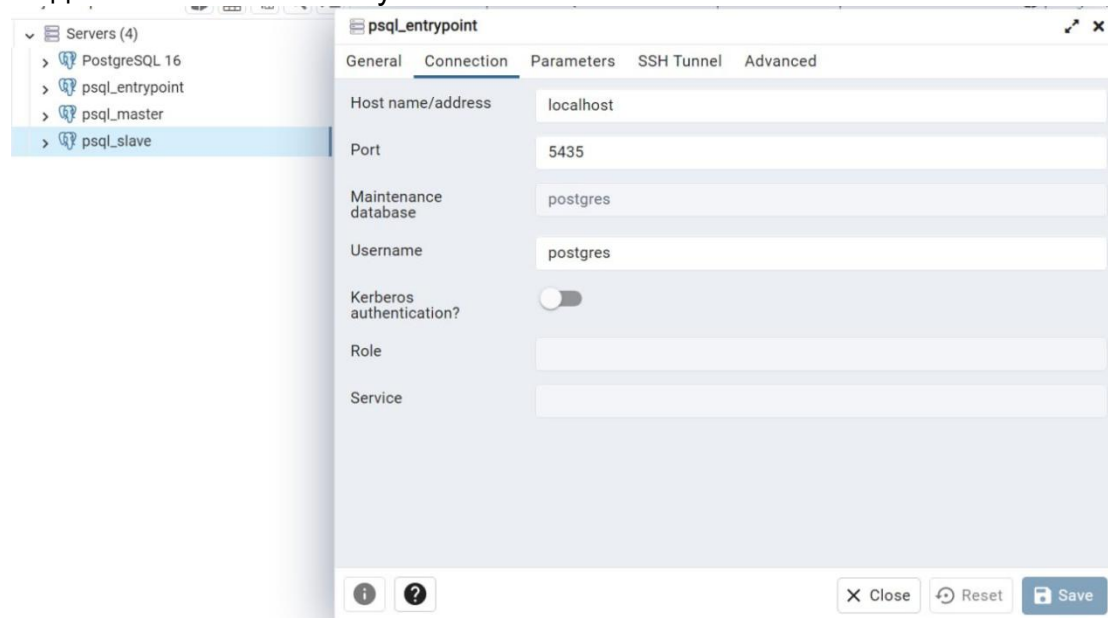 Servers (4)
PostgreSQL 16
psql_entrypoint
psql_master
psql_slave
psql_entrypoint
General Connection Parameters SSH Tunnel Advanced
Host name/address
localhost
Port
5435
Maintenance
database
postgres
Username
postgres
Kerberos
authentication?
Role
Service
Close Reset Save